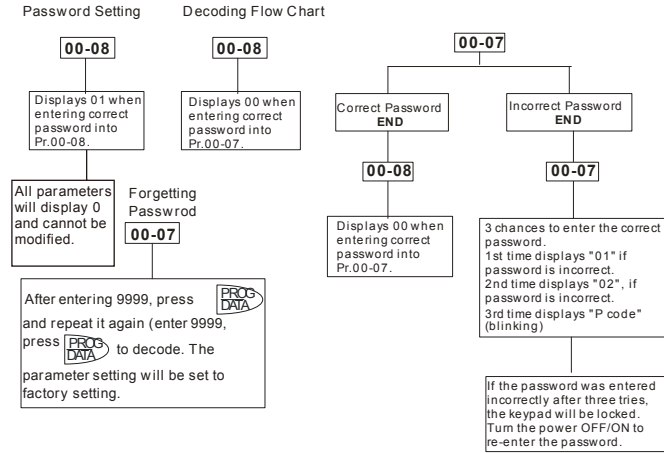 Password Setting
00-08
Displays 01 when
entering correct
password into
Pr.00-08.
All parameters
will display 0
and cannot be
modified.
Forgetting
Passwrod
00-07
After entering 9999, press PROG DATA
and repeat it again (enter 9999,
press PROG DATA to decode. The
parameter setting will be set to
factory setting.
Decoding Flow Chart
00-08
Displays 00 when
entering correct
password into
Pr.00-07.
00-07
Correct Password
END
00-08
Displays 00 when
entering correct
password into
Pr.00-07.
Incorrect Password
END
00-07
3 chances to enter the correct
password.
1st time displays "01" if
password is incorrect.
2nd time displays "02", if
password is incorrect.
3rd time displays "P code"
(blinking)
If the password was entered
incorrectly after three tries,
the keypad will be locked.
Turn the power OFF/ON to
re-enter the password.